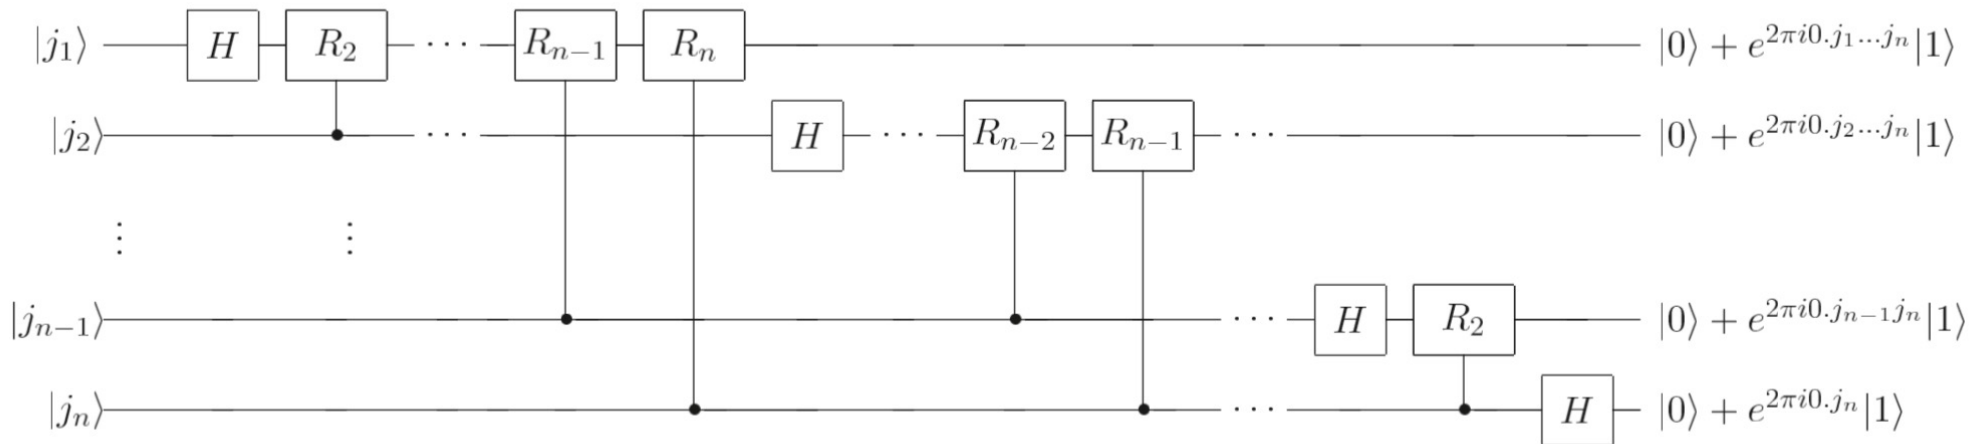 |j₁⟩ H R₂ ··· Rₙ₋₁ Rₙ |0⟩ + e^{2πi0.j₁...jₙ}|1⟩
|j₂⟩ ··· H ··· Rₙ₋₂ Rₙ₋₁ ··· |0⟩ + e^{2πi0.j₂...jₙ}|1⟩
⋮ ⋮
|jₙ₋₁⟩ ··· H R₂ |0⟩ + e^{2πi0.jₙ₋₁jₙ}|1⟩
|jₙ⟩ ··· H |0⟩ + e^{2πi0.jₙ}|1⟩